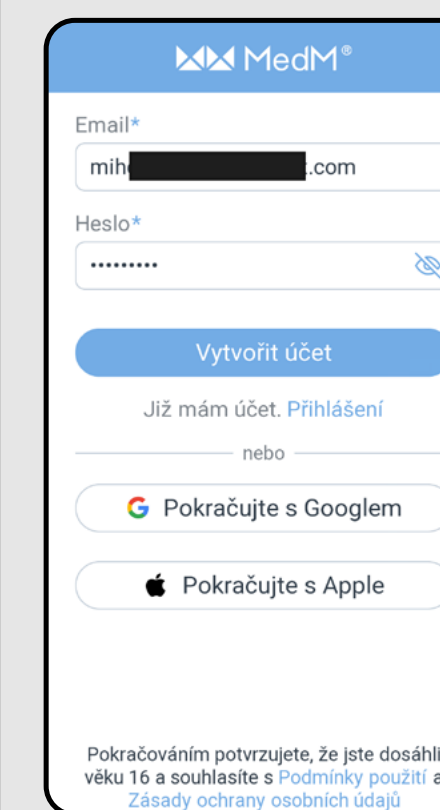 MedM®
Email*
mih .com
Heslo*
•••••••••
Vytvořit účet
Již mám účet. Přihlášení
nebo
Pokračujte s Googlem
Pokračujte s Apple
Pokračováním potvrzujete, že jste dosáhli
věku 16 a souhlasíte s Podmínky použití a
Zásady ochrany osobních údajů